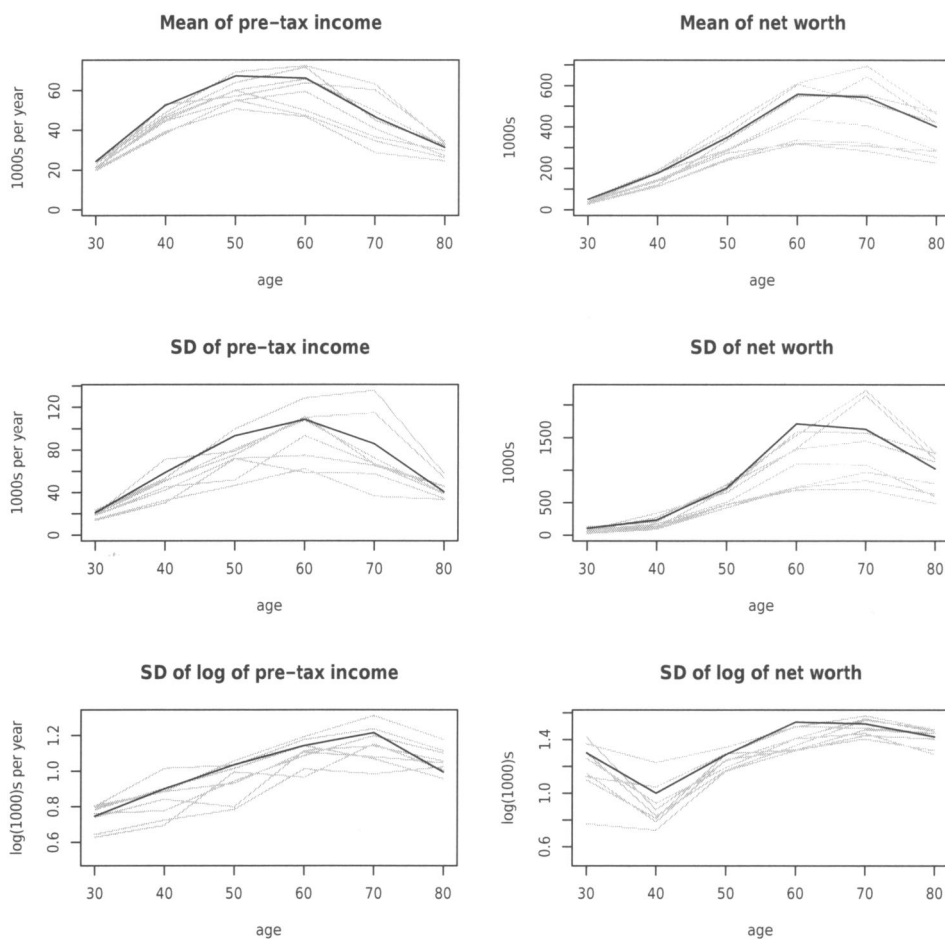 Mean of pre−tax income
1000s per year
60
40
20
0
30 40 50 60 70 80
age
Mean of net worth
1000s
600
400
200
0
30 40 50 60 70 80
age
SD of pre−tax income
1000s per year
120
80
40
0
30 40 50 60 70 80
age
SD of net worth
1000s
1500
500
0
30 40 50 60 70 80
age
SD of log of pre−tax income
log(1000)s per year
1.2
1.0
0.8
0.6
30 40 50 60 70 80
age
SD of log of net worth
log(1000)s
1.4
1.0
0.6
30 40 50 60 70 80
age